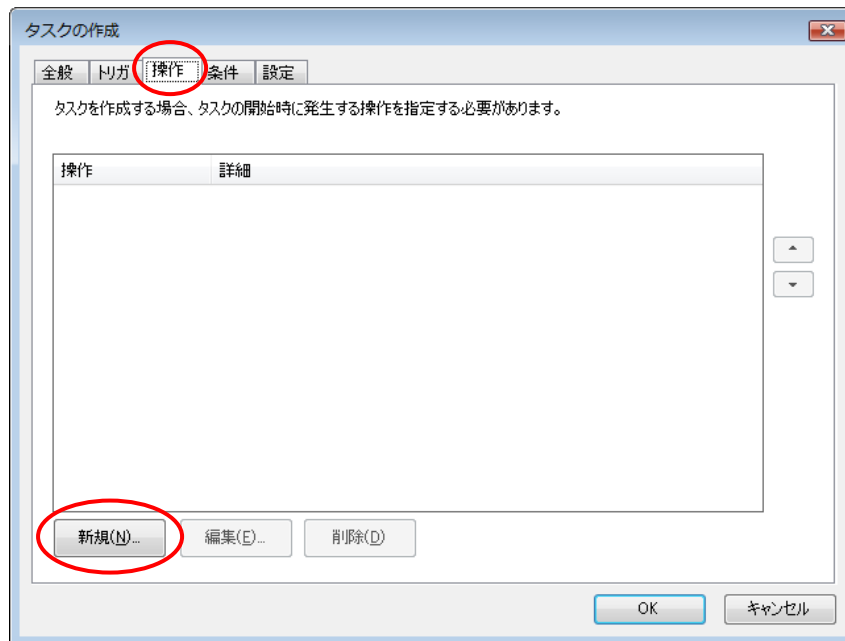 タスクの作成
全般 トリガ 操作 条件 設定
タスクを作成する場合、タスクの開始時に発生する操作を指定する必要があります。
操作 詳細
新規(N)... 編集(E)... 削除(D)
OK キャンセル